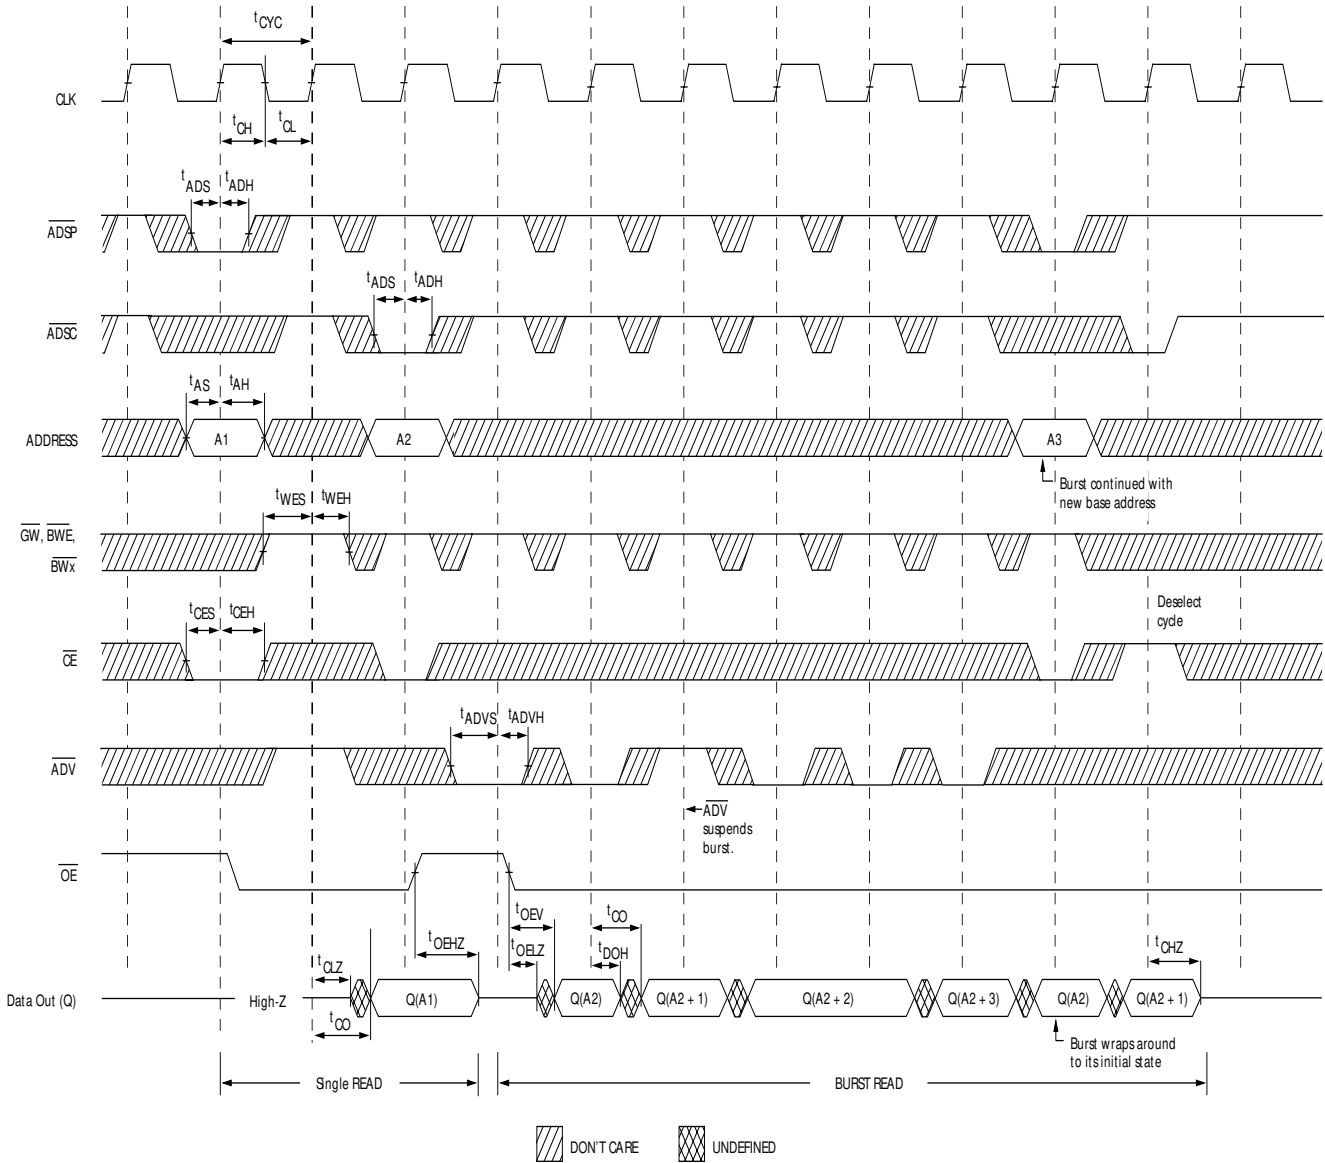 tCYC
CLK
tCH
tCL
tADS
tADH
ADSP
tADS
tADH
ADSC
tAS
tAH
ADDRESS
A1
A2
A3
Burst continued with
new base address
tWES
tWEH
GW, BWE,
BWx
Deselect
cycle
tCES
tCEH
CE
tADVS
tADVH
ADV
ADV
suspends
burst.
OE
tOEV
tCO
tOEHZ
tOELZ
tDOH
tCHZ
tCLZ
Data Out (Q)
High-Z
Q(A1)
Q(A2)
Q(A2 + 1)
Q(A2 + 2)
Q(A2 + 3)
Q(A2)
Q(A2 + 1)
tCO
Burst wraps around
to its initial state
Single READ
BURST READ
DON'T CARE
UNDEFINED